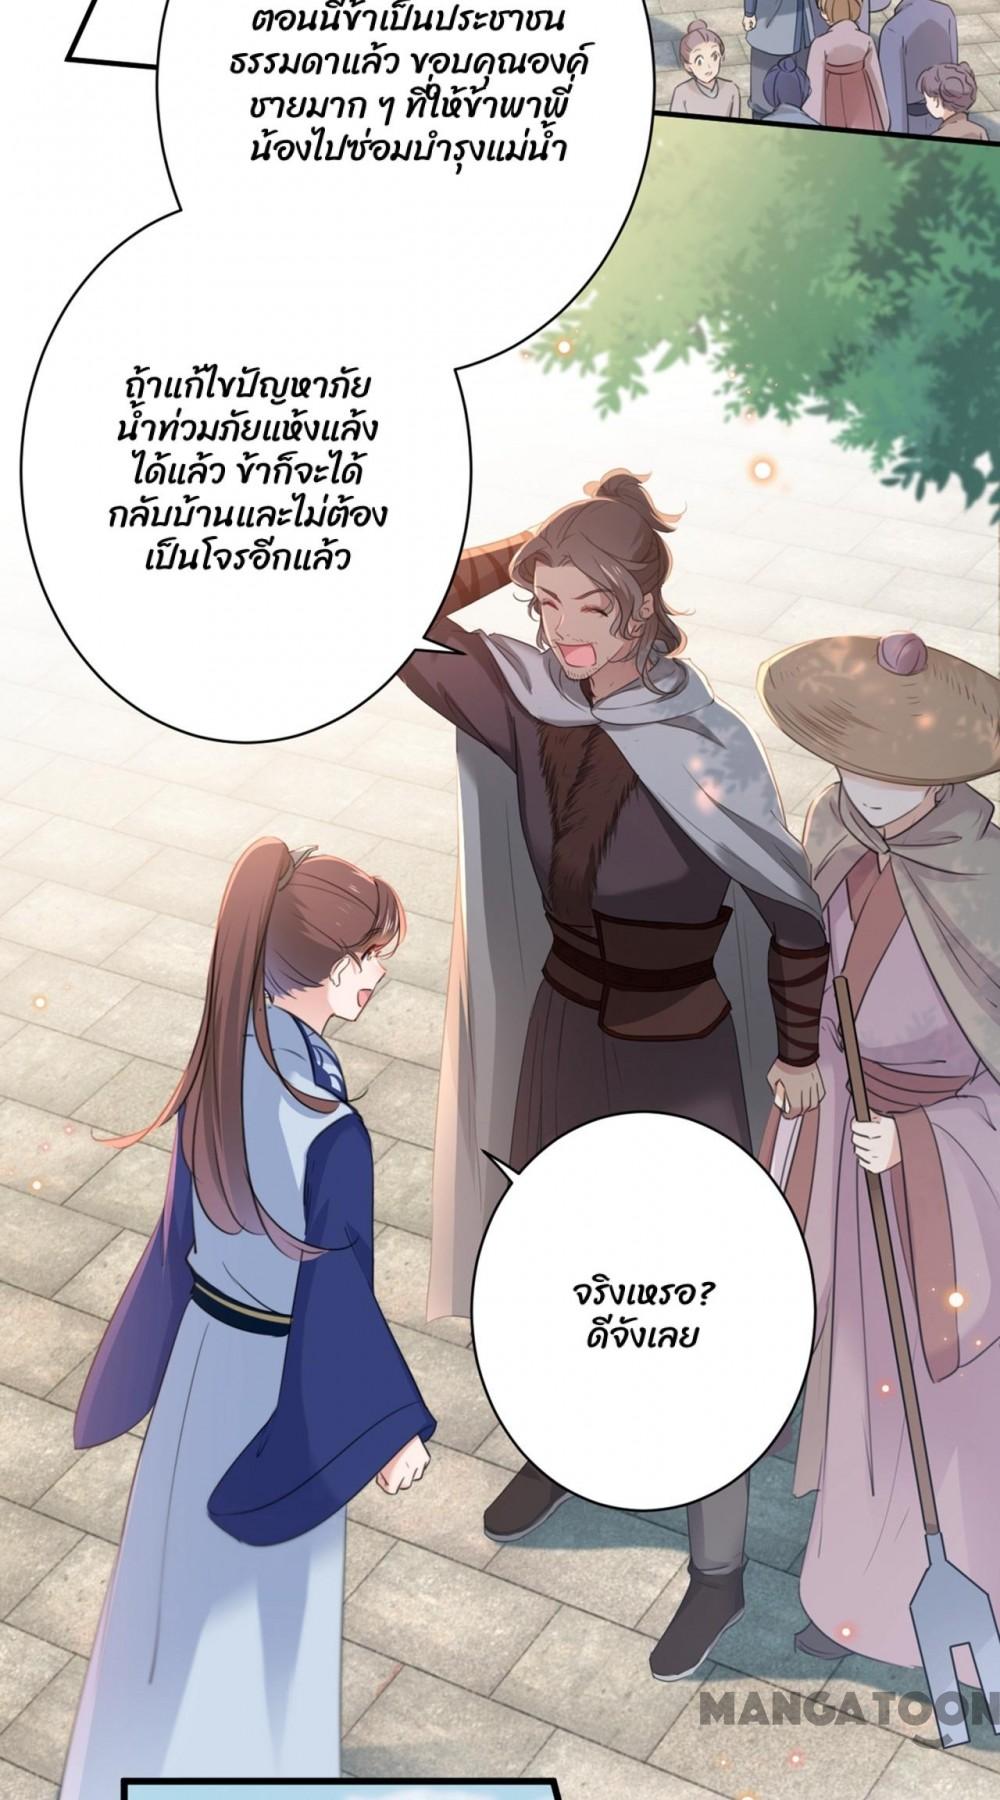 ตอนนี้ข้าเป็นประชาชน
ธรรมดาแล้ว ขอบคุณองค์
ชายมาก ๆ ที่ให้ข้าพาพี่
น้องไปซ่อมบำรุงแม่น้ำ
ถ้าแก้ไขปัญหาภัย
น้ำท่วมภัยแห้งแล้ง
ได้แล้ว ข้าก็จะได้
กลับบ้านและไม่ต้อง
เป็นโจรอีกแล้ว
จริงเหรอ?
ดีจังเลย
MANGATOON